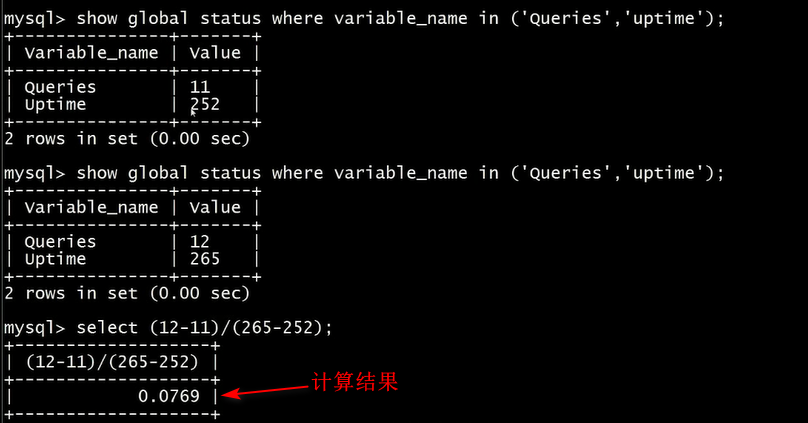 mysql> show global status where variable_name in ('Queries','uptime');
+---------------+-------+
| Variable_name | Value |
+---------------+-------+
| Queries       | 11    |
| Uptime        | 252   |
+---------------+-------+
2 rows in set (0.00 sec)
mysql> show global status where variable_name in ('Queries','uptime');
+---------------+-------+
| Variable_name | Value |
+---------------+-------+
| Queries       | 12    |
| Uptime        | 265   |
+---------------+-------+
2 rows in set (0.00 sec)
mysql> select (12-11)/(265-252);
+-------------------+
| (12-11)/(265-252) |
+-------------------+
|            0.0769 | 计算结果
+-------------------+